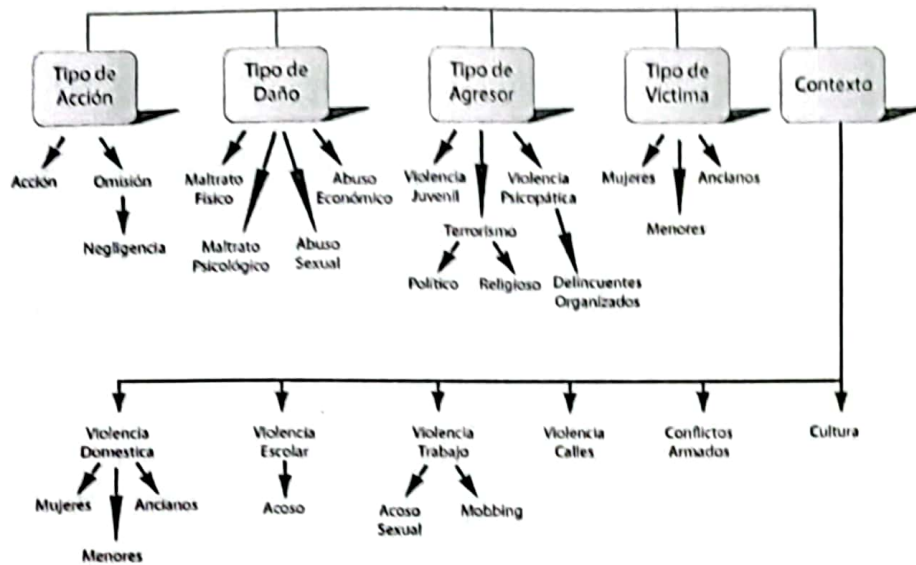 Tipo de
Acción
Tipo de
Daño
Tipo de
Agresor
Tipo de
Víctima
Contexto
Acción
Omisión
Negligencia
Maltrato
Físico
Maltrato
Psicológico
Abuso
Sexual
Abuso
Económico
Violencia
Juvenil
Violencia
Psicopática
Terrorismo
Político
Religioso
Delincuentes
Organizados
Mujeres
Ancianos
Menores
Violencia
Domestica
Violencia
Escolar
Violencia
Trabajo
Violencia
Calles
Conflictos
Armados
Cultura
Mujeres
Ancianos
Menores
Acoso
Acoso
Sexual
Mobbing